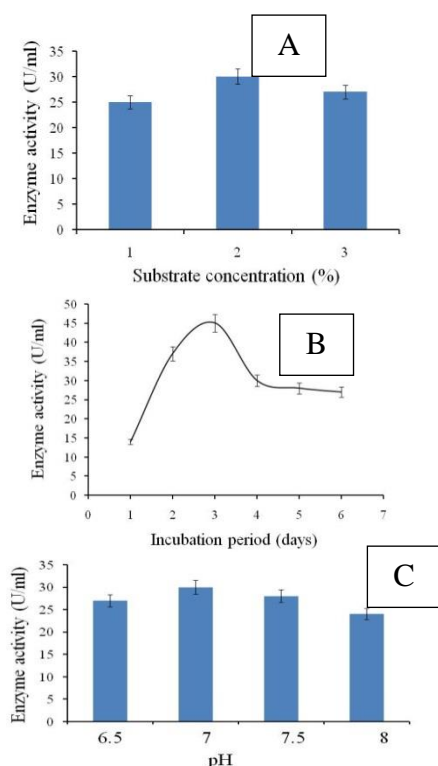 A
Enzyme activity (U/ml)
35
30
25
20
15
10
5
0
1 2 3
Substrate concentration (%)
B
Enzyme activity (U/ml)
50
45
40
35
30
25
20
15
10
5
0
0 1 2 3 4 5 6 7
Incubation period (days)
C
Enzyme activity (U/ml)
35
30
25
20
15
10
5
0
6.5 7 7.5 8
pH